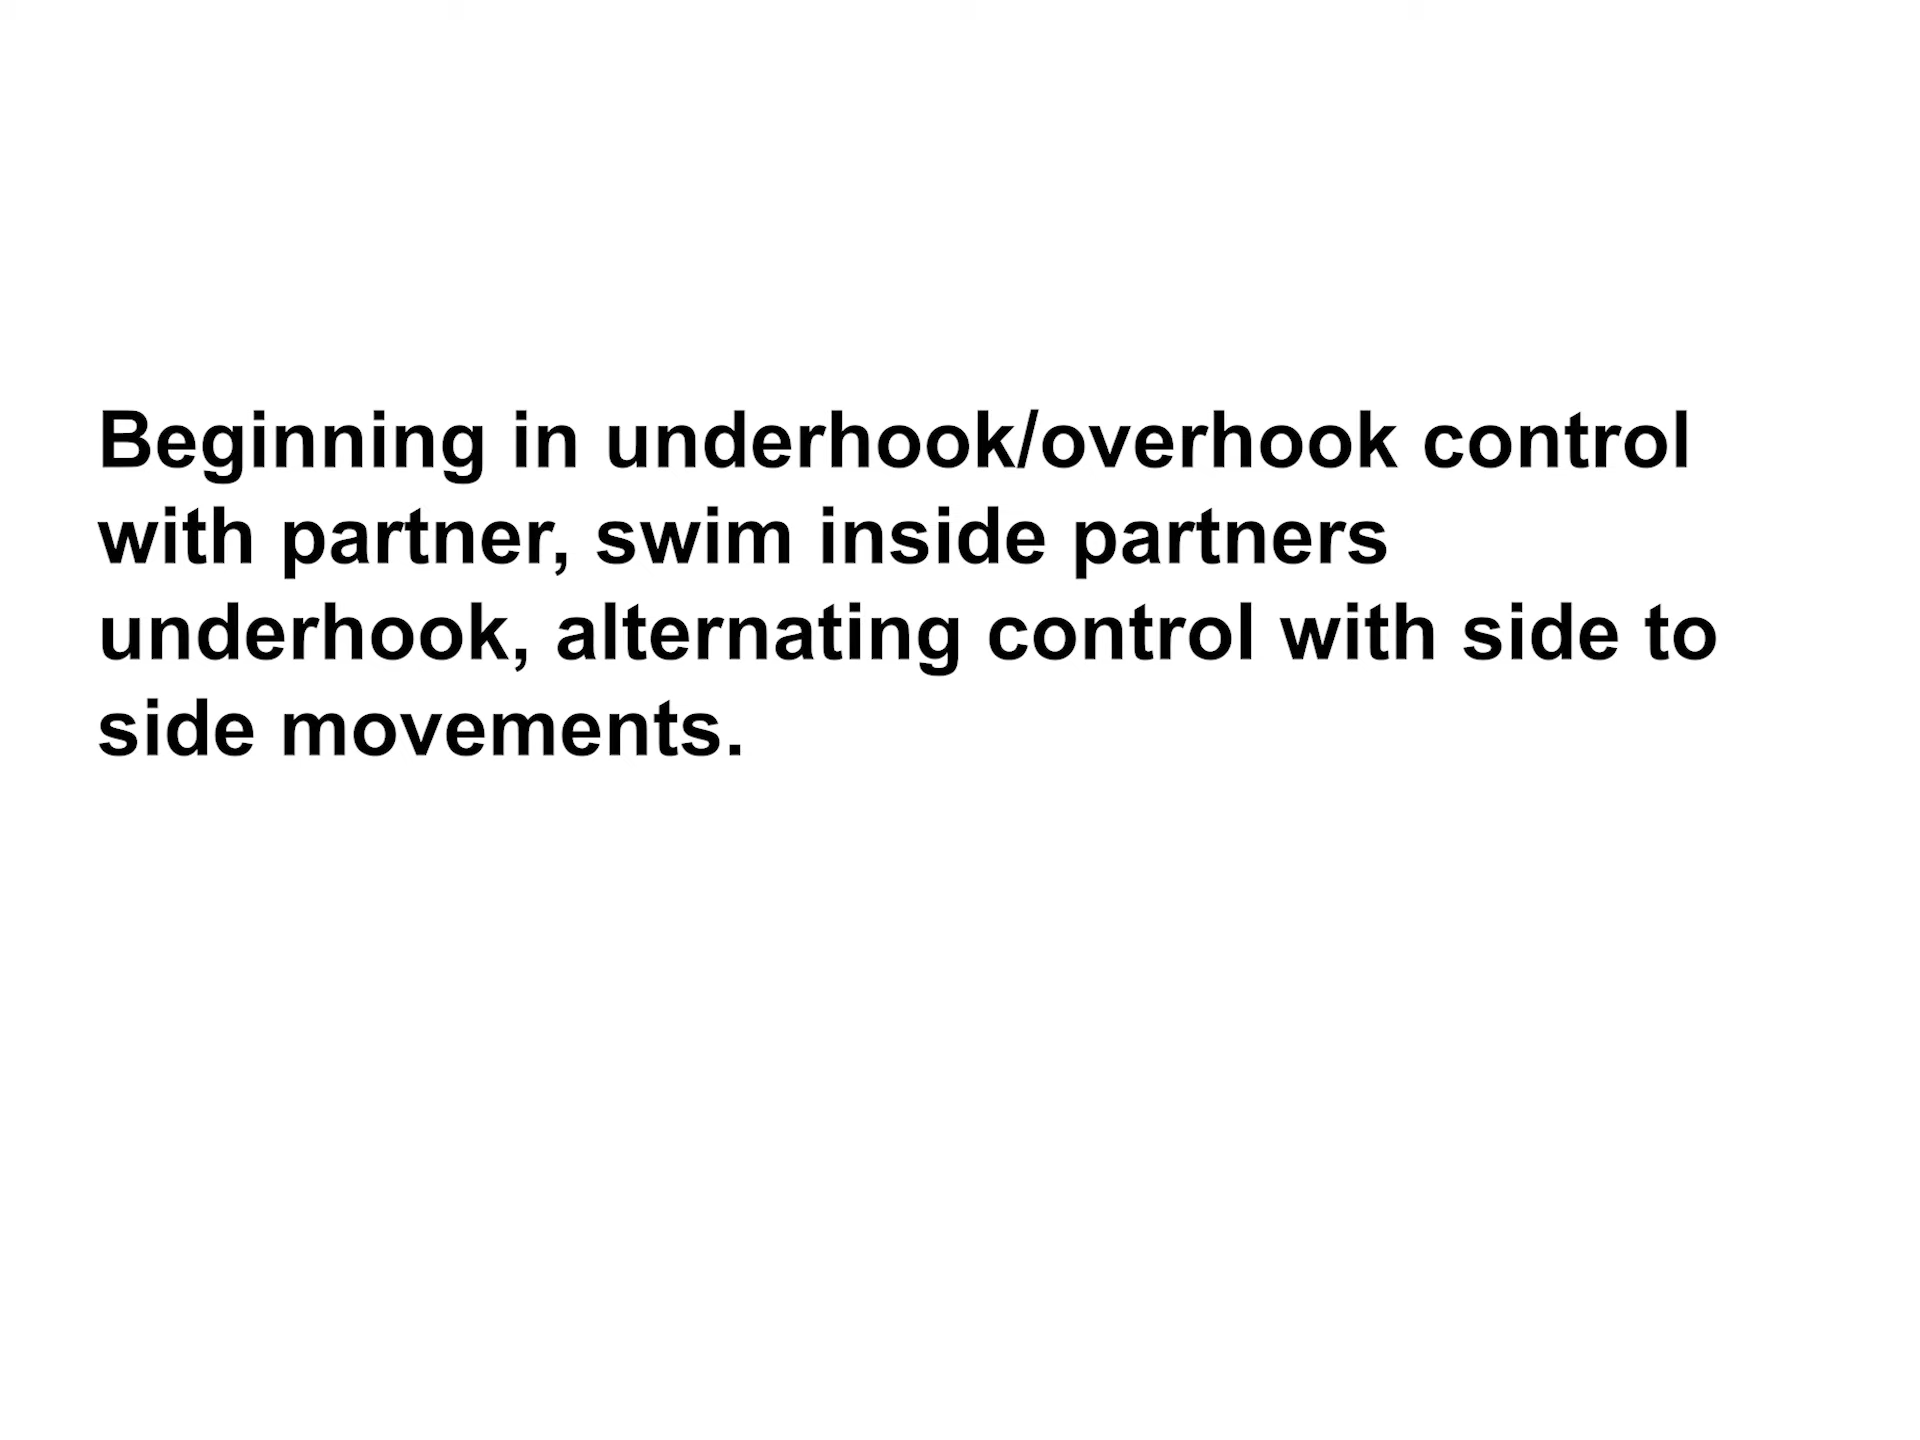 Beginning in underhook/overhook control
with partner, swim inside partners
underhook, alternating control with side to
side movements.